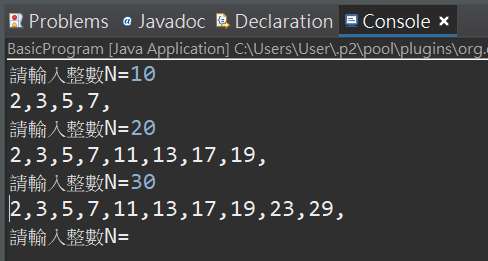 Problems @ Javadoc Declaration Console ×
BasicProgram [Java Application] C:\Users\User\.p2\pool\plugins\org.
請輸入整數N=10
2,3,5,7,
請輸入整數N=20
2,3,5,7,11,13,17,19,
請輸入整數N=30
2,3,5,7,11,13,17,19,23,29,
請輸入整數N=